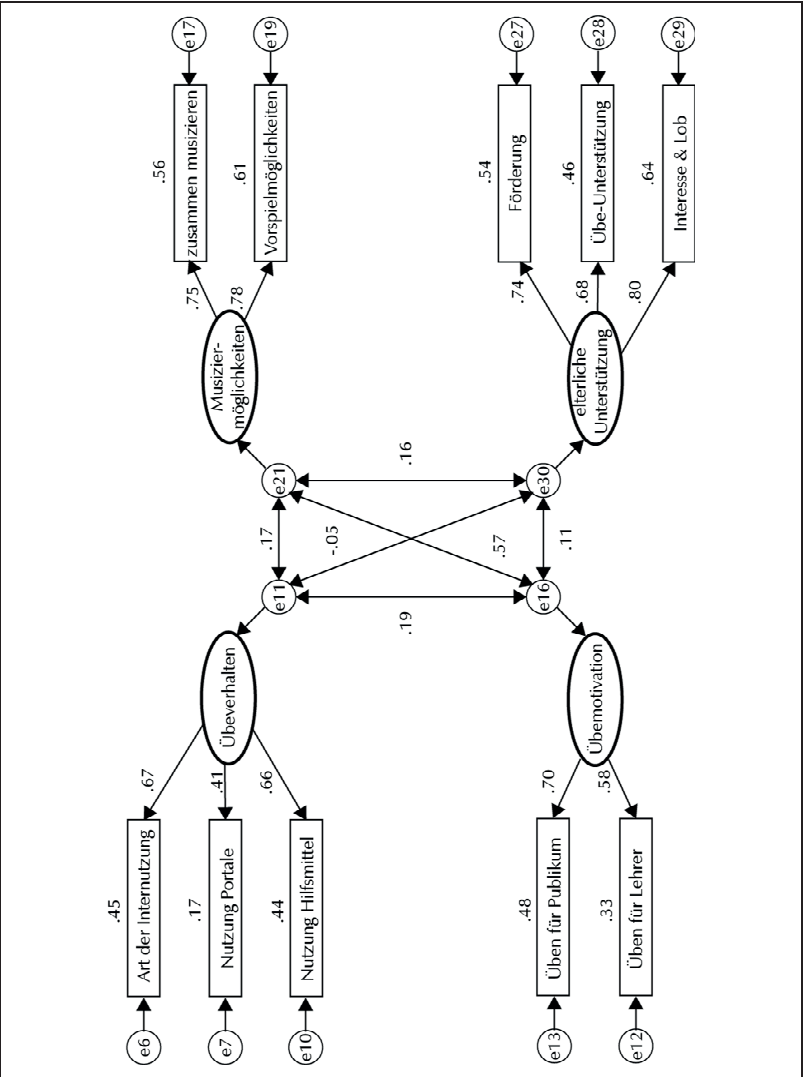 .45
e6
Art der Internutzung
.67
.17
e7
Nutzung Portale
.41
.44
e10
Nutzung Hilfsmittel
.66
Übeverhalten
e11
.17
e21
Musizier-
möglichkeiten
.75
.56
zusammen musizieren
e17
.78
.61
Vorspielmöglichkeiten
e19
-.05
.19
.16
.57
.48
e13
Üben für Publikum
.70
.33
e12
Üben für Lehrer
.58
Übemotivation
e16
.11
e30
elterliche
Unterstützung
.74
.54
Förderung
e27
.68
.46
Übe-Unterstützung
e28
.80
.64
Interesse & Lob
e29